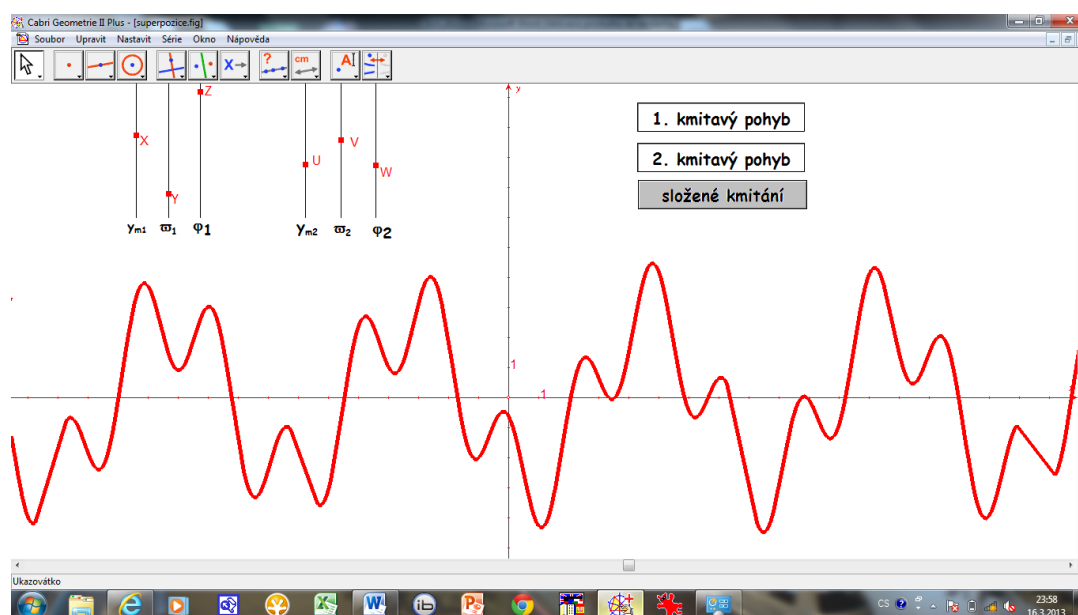 Cabri Geometrie II Plus - [superpozice.fig]
Soubor Upravit Nastavit Série Okno Nápověda
? cm A X
Z
X
Y
U
V
W
y
ym1 ϖ1 φ1
ym2 ϖ2 φ2
1. kmitavý pohyb
2. kmitavý pohyb
složené kmitání
1
1
Ukazovátko
CS
23:58
16.3.2013